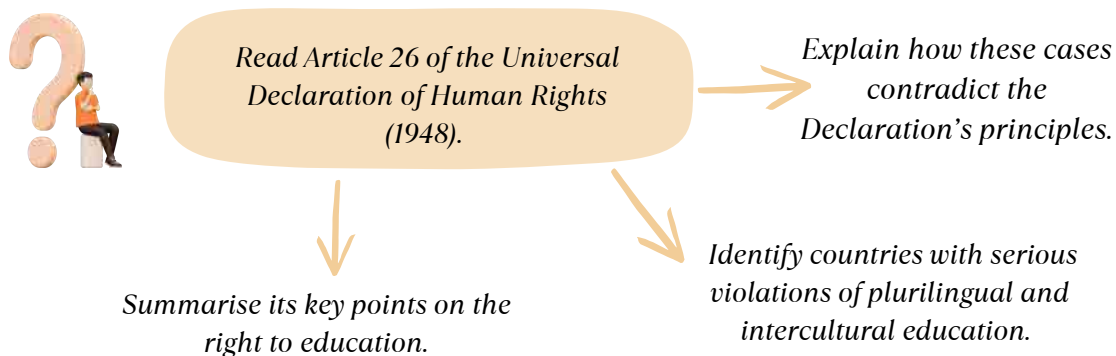 Read Article 26 of the Universal
Declaration of Human Rights
(1948).
Explain how these cases
contradict the
Declaration's principles.
Summarise its key points on the
right to education.
Identify countries with serious
violations of plurilingual and
intercultural education.